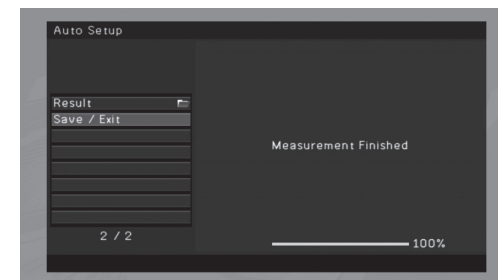 Auto Setup
Result
Save / Exit
Measurement Finished
2 / 2
100%